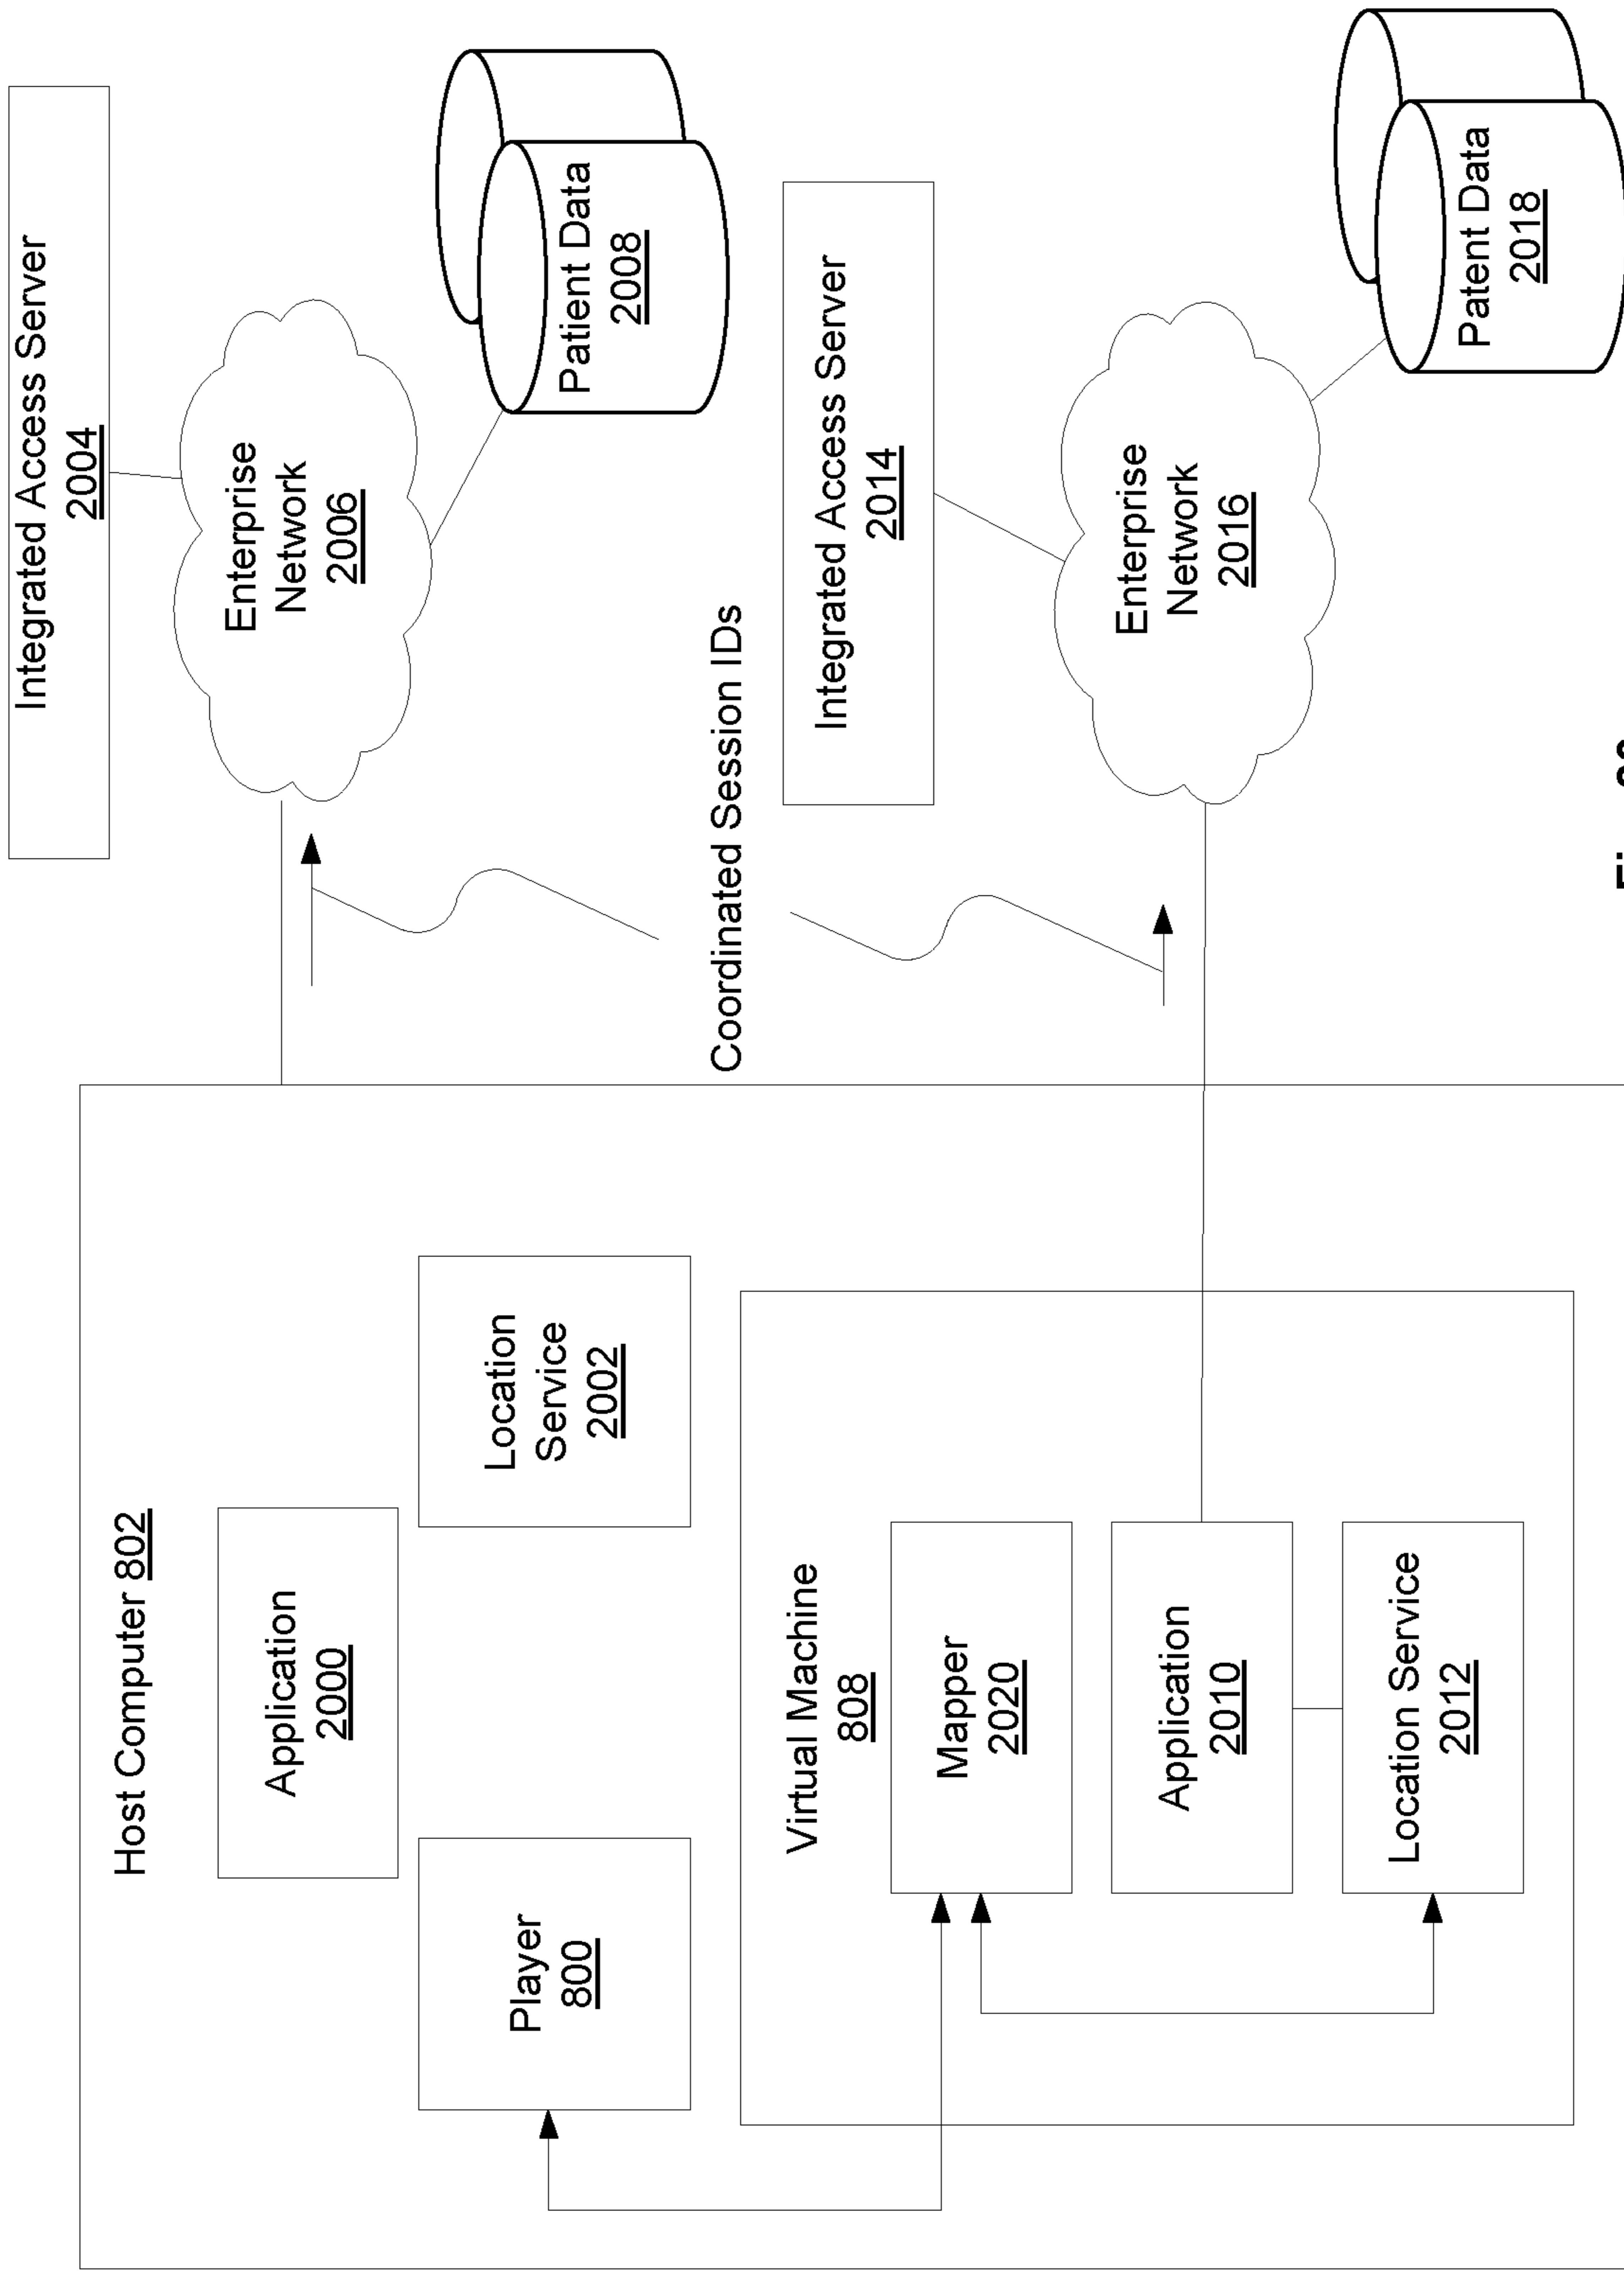 Host Computer 802
Application
2000
Player
800
Location
Service
2002
Virtual Machine
808
Mapper
2020
Application
2010
Location Service
2012
Integrated Access Server
2004
Enterprise
Network
2006
Patient Data
2008
Coordinated Session IDs
Integrated Access Server
2014
Enterprise
Network
2016
Patent Data
2018